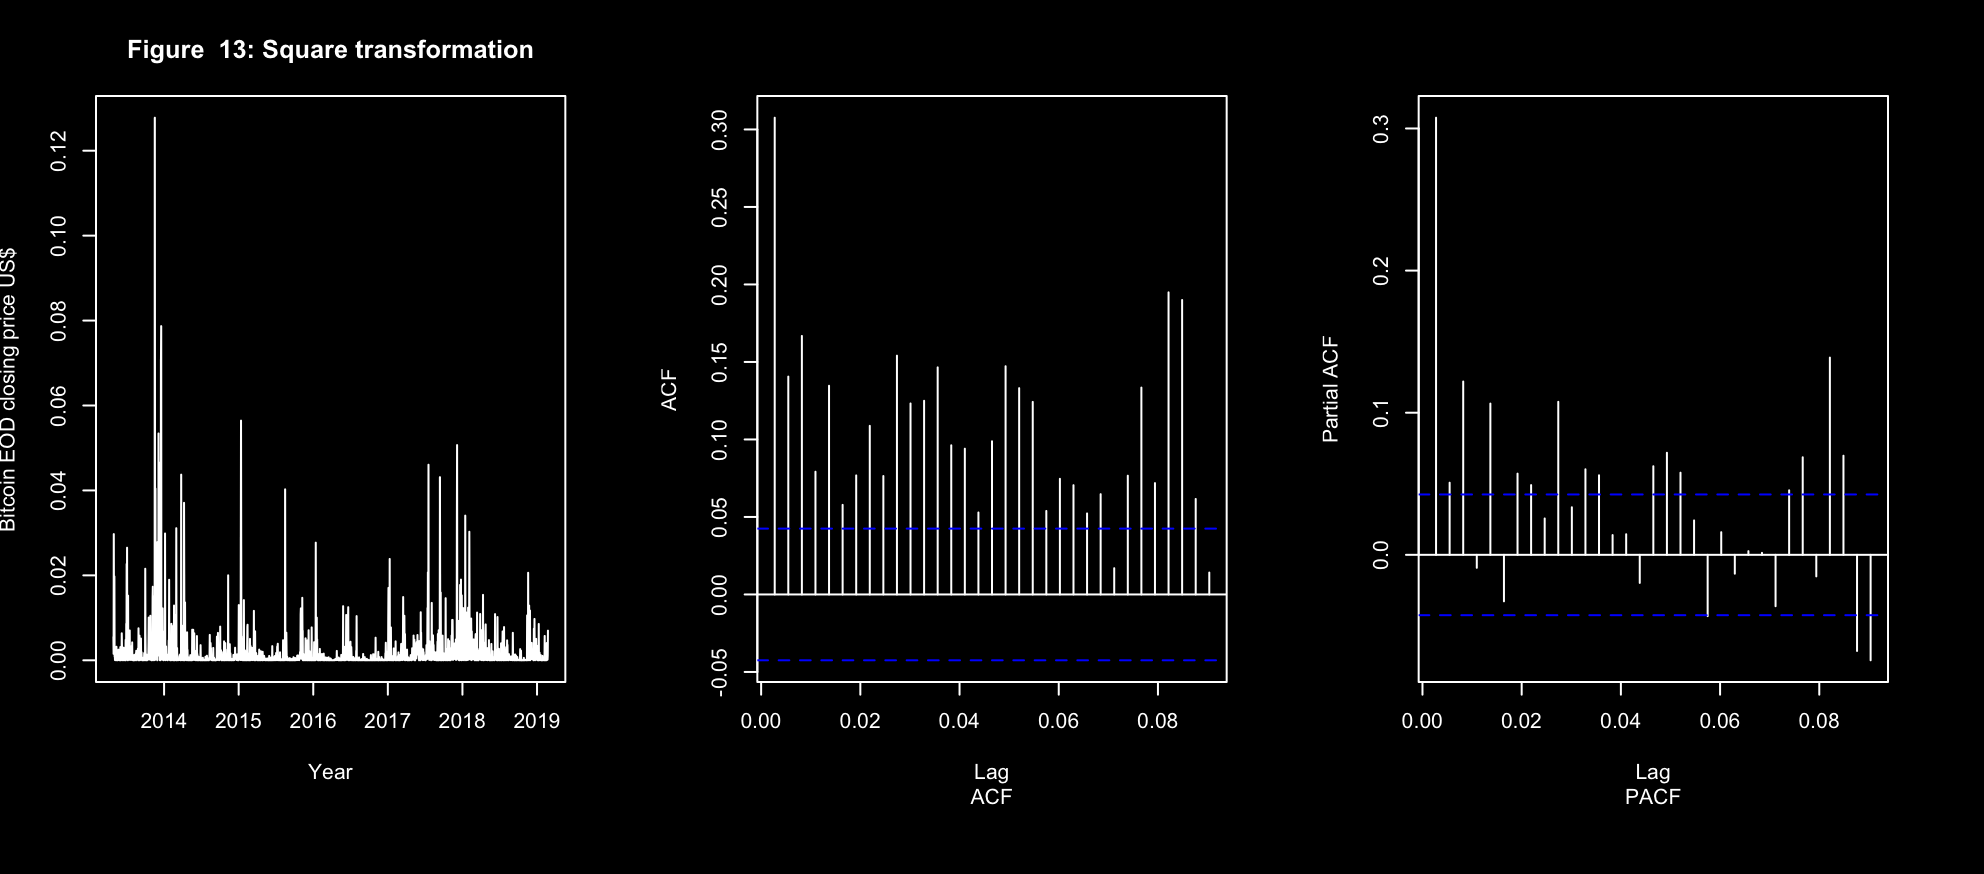 Figure 13: Square transformation
Bitcoin EOD closing price US$
0.12
0.10
0.08
0.06
0.04
0.02
0.00
2014 2015 2016 2017 2018 2019
Year
ACF
0.30
0.25
0.20
0.15
0.10
0.05
0.00
-0.05
0.00 0.02 0.04 0.06 0.08
Lag
ACF
Partial ACF
0.3
0.2
0.1
0.0
0.00 0.02 0.04 0.06 0.08
Lag
PACF